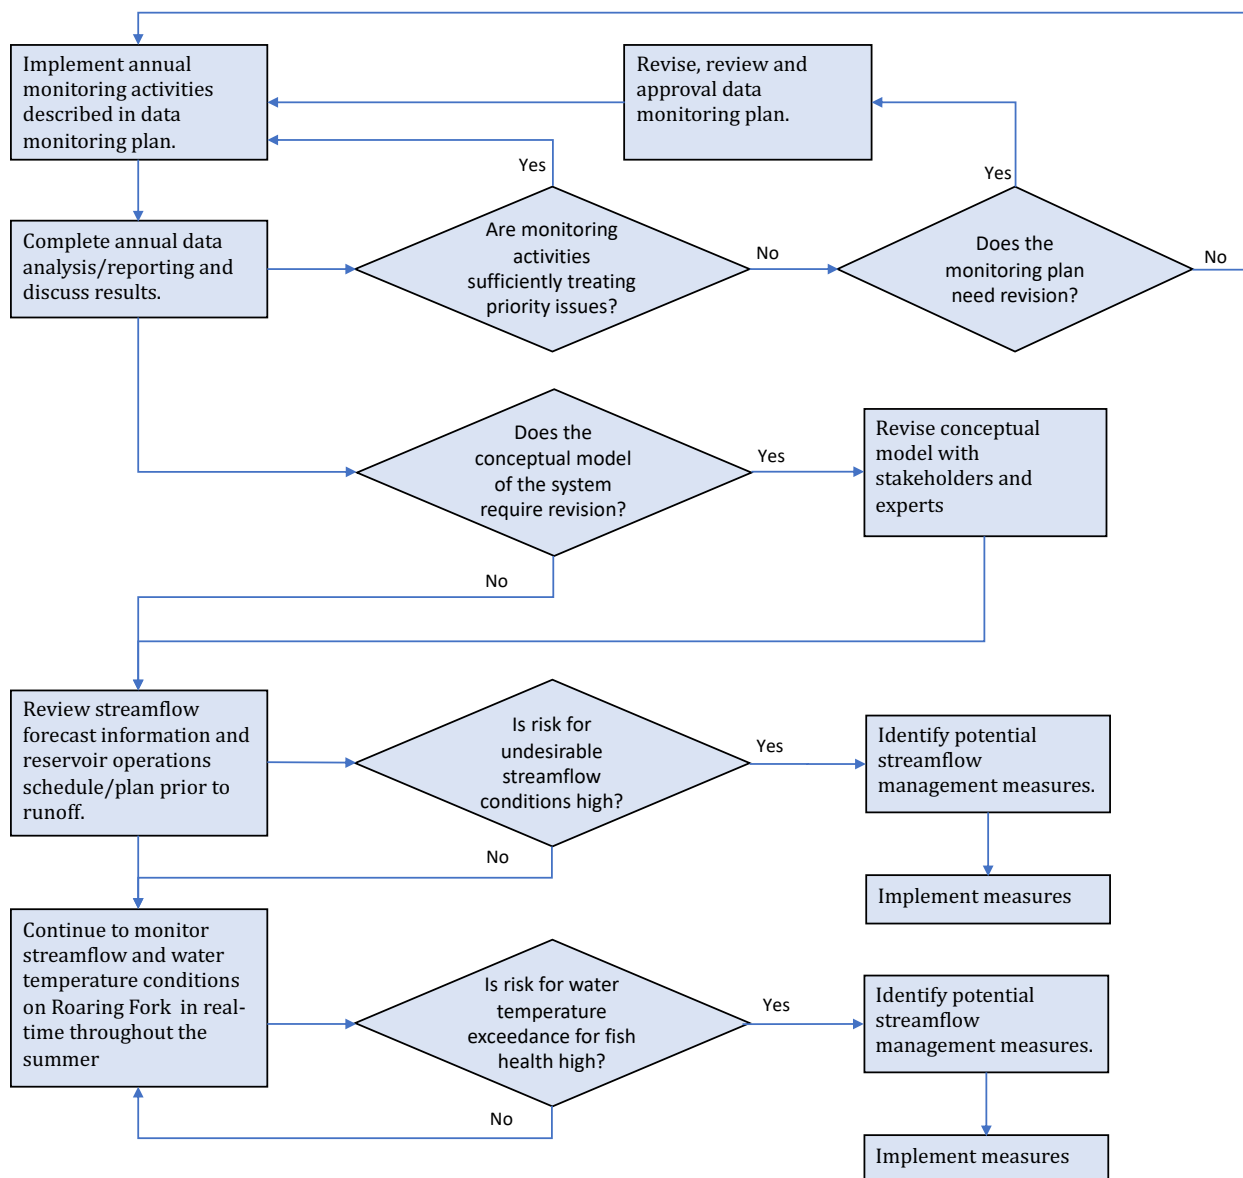 Implement annual
monitoring activities
described in data
monitoring plan.
Revise, review and
approval data
monitoring plan.
Yes
Yes
Complete annual data
analysis/reporting and
discuss results.
Are monitoring
activities
sufficiently treating
priority issues?
No
Does the
monitoring plan
need revision?
No
Does the
conceptual model
of the system
require revision?
Yes
Revise conceptual
model with
stakeholders and
experts
No
Review streamflow
forecast information and
reservoir operations
schedule/plan prior to
runoff.
Is risk for
undesirable
streamflow
conditions high?
Yes
Identify potential
streamflow
management measures.
No
Implement measures
Continue to monitor
streamflow and water
temperature conditions
on Roaring Fork in real-
time throughout the
summer
Is risk for water
temperature
exceedance for fish
health high?
Yes
Identify potential
streamflow
management measures.
No
Implement measures